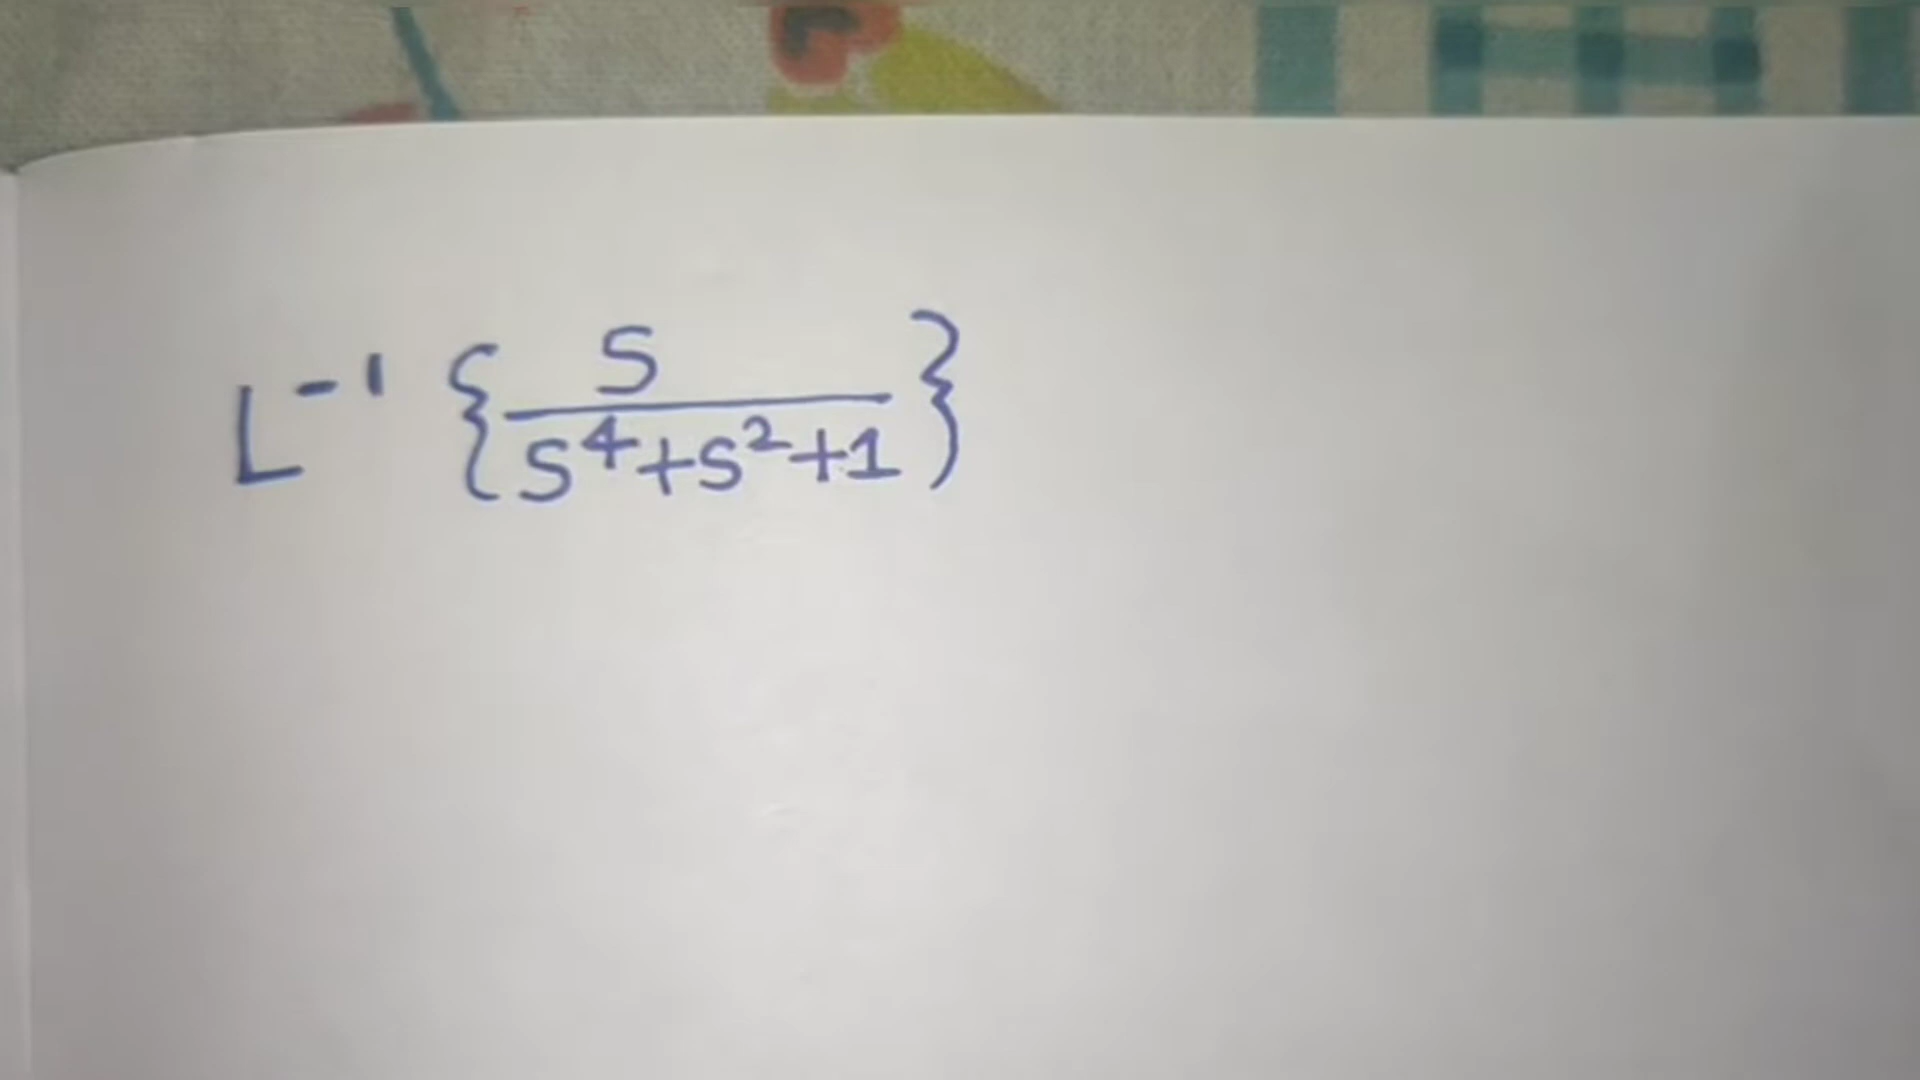 L⁻¹ { S / (S⁴+S²+1) }